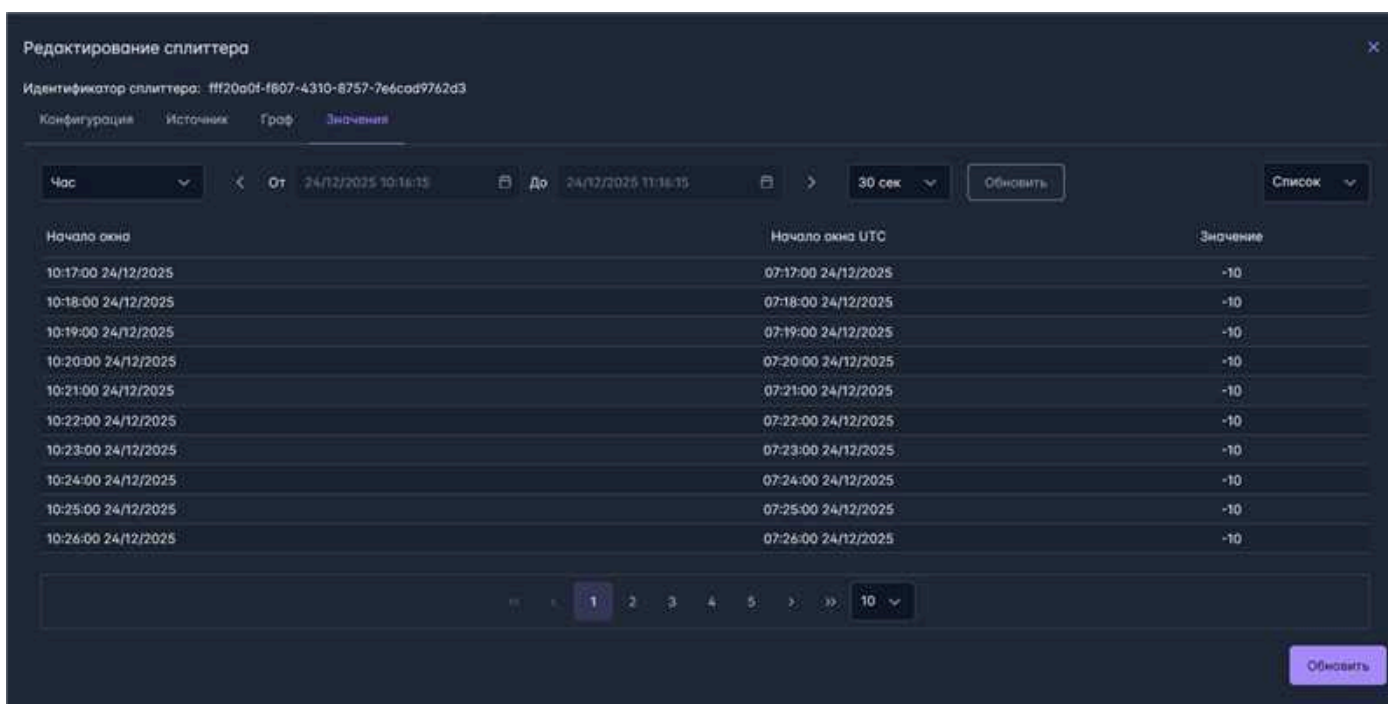 Редактирование сплиттера
Идентификатор сплиттера: fff20a0f-f807-4310-8757-7e6cad9762d3
Конфигурация Источник Граф Значения
Час От 24/12/2025 10:16:15 До 24/12/2025 11:16:15 30 сек Обновить Список
Начало окна Начало окна UTC Значение
10:17:00 24/12/2025 07:17:00 24/12/2025 -10
10:18:00 24/12/2025 07:18:00 24/12/2025 -10
10:19:00 24/12/2025 07:19:00 24/12/2025 -10
10:20:00 24/12/2025 07:20:00 24/12/2025 -10
10:21:00 24/12/2025 07:21:00 24/12/2025 -10
10:22:00 24/12/2025 07:22:00 24/12/2025 -10
10:23:00 24/12/2025 07:23:00 24/12/2025 -10
10:24:00 24/12/2025 07:24:00 24/12/2025 -10
10:25:00 24/12/2025 07:25:00 24/12/2025 -10
10:26:00 24/12/2025 07:26:00 24/12/2025 -10
1 2 3 4 5 10
Обновить